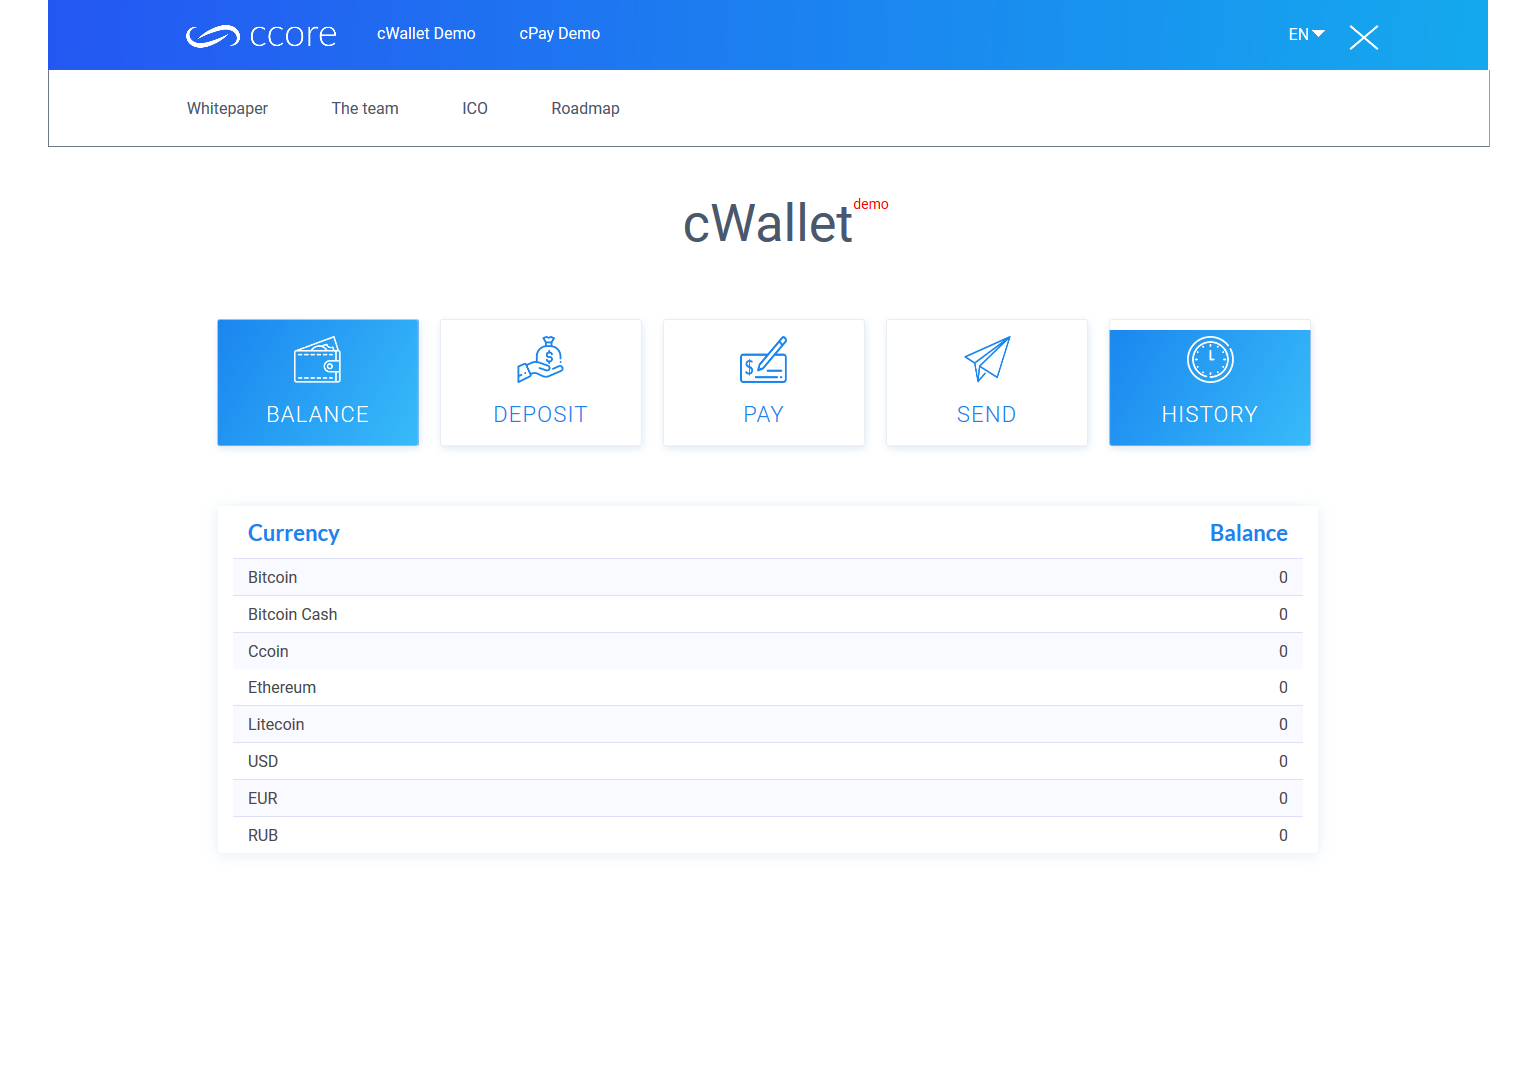 ccore cWallet Demo cPay Demo EN
Whitepaper The team ICO Roadmap
cWallet demo
BALANCE DEPOSIT PAY SEND HISTORY
Currency Balance
Bitcoin 0
Bitcoin Cash 0
Ccoin 0
Ethereum 0
Litecoin 0
USD 0
EUR 0
RUB 0